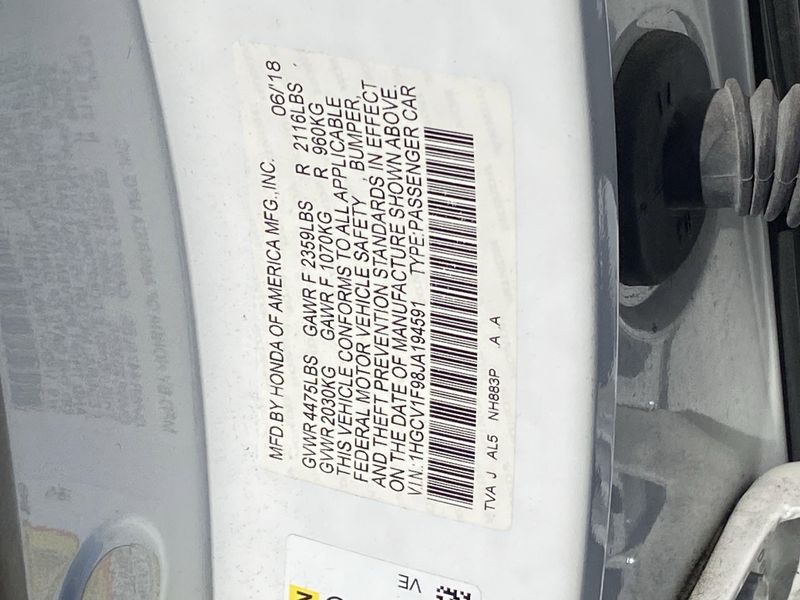 MFD BY HONDA OF AMERICA MFG., INC. 06/'18
GVWR 4475LBS GAWR F 2359LBS R 2116LBS
GVWR 2030KG GAWR F 1070KG R 960KG
THIS VEHICLE CONFORMS TO ALL APPLICABLE
FEDERAL MOTOR VEHICLE SAFETY , BUMPER,
AND THEFT PREVENTION STANDARDS IN EFFECT
ON THE DATE OF MANUFACTURE SHOWN ABOVE.
V.I.N.:1HGCV1F98JA194591 TYPE:PASSENGER CAR
TVA J AL5 NH883P A A
VE